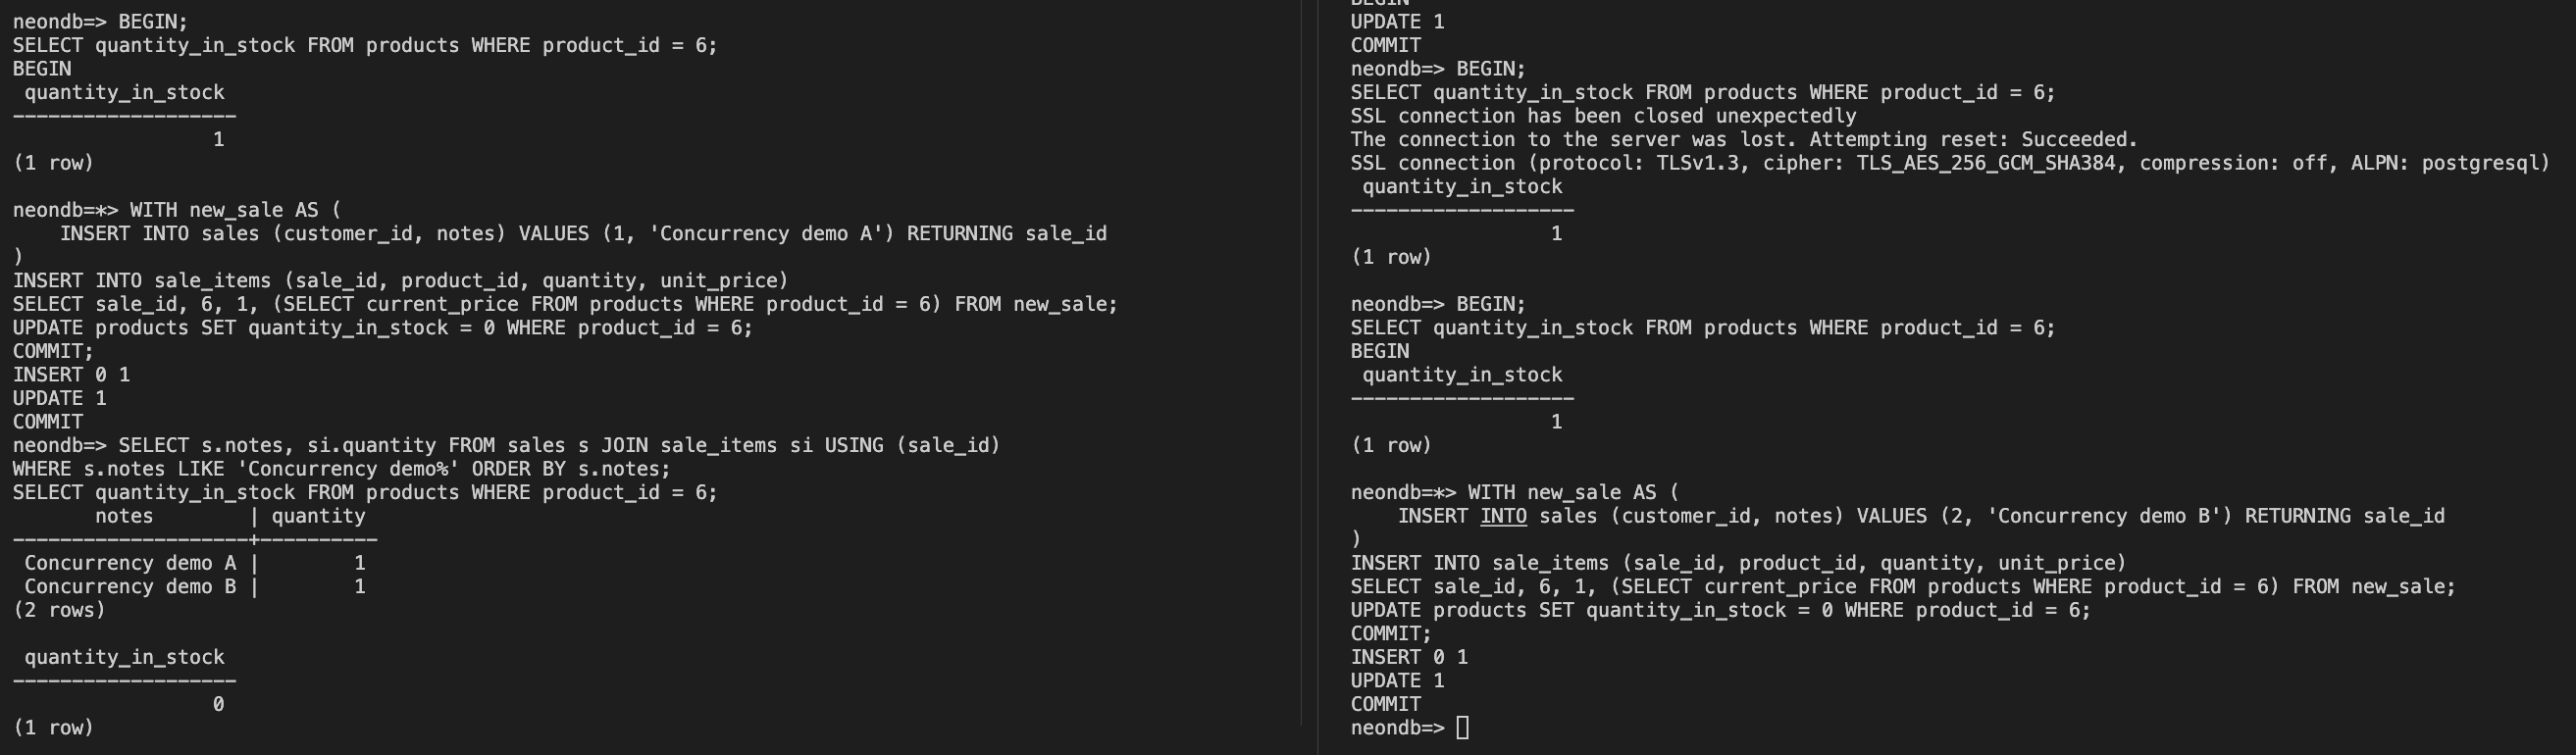 neondb=> BEGIN;
SELECT quantity_in_stock FROM products WHERE product_id = 6;
BEGIN
 quantity_in_stock
-------------------
                 1
(1 row)

neondb=*> WITH new_sale AS (
    INSERT INTO sales (customer_id, notes) VALUES (1, 'Concurrency demo A') RETURNING sale_id
)
INSERT INTO sale_items (sale_id, product_id, quantity, unit_price)
SELECT sale_id, 6, 1, (SELECT current_price FROM products WHERE product_id = 6) FROM new_sale;
UPDATE products SET quantity_in_stock = 0 WHERE product_id = 6;
COMMIT;
INSERT 0 1
UPDATE 1
COMMIT
neondb=> SELECT s.notes, si.quantity FROM sales s JOIN sale_items si USING (sale_id)
WHERE s.notes LIKE 'Concurrency demo%' ORDER BY s.notes;
SELECT quantity_in_stock FROM products WHERE product_id = 6;
       notes        | quantity
--------------------+----------
 Concurrency demo A |        1
 Concurrency demo B |        1
(2 rows)

 quantity_in_stock
-------------------
                 0
(1 row)
BEGIN
UPDATE 1
COMMIT
neondb=> BEGIN;
SELECT quantity_in_stock FROM products WHERE product_id = 6;
SSL connection has been closed unexpectedly
The connection to the server was lost. Attempting reset: Succeeded.
SSL connection (protocol: TLSv1.3, cipher: TLS_AES_256_GCM_SHA384, compression: off, ALPN: postgresql)
 quantity_in_stock
-------------------
                 1
(1 row)

neondb=> BEGIN;
SELECT quantity_in_stock FROM products WHERE product_id = 6;
BEGIN
 quantity_in_stock
-------------------
                 1
(1 row)

neondb=*> WITH new_sale AS (
    INSERT INTO sales (customer_id, notes) VALUES (2, 'Concurrency demo B') RETURNING sale_id
)
INSERT INTO sale_items (sale_id, product_id, quantity, unit_price)
SELECT sale_id, 6, 1, (SELECT current_price FROM products WHERE product_id = 6) FROM new_sale;
UPDATE products SET quantity_in_stock = 0 WHERE product_id = 6;
COMMIT;
INSERT 0 1
UPDATE 1
COMMIT
neondb=>